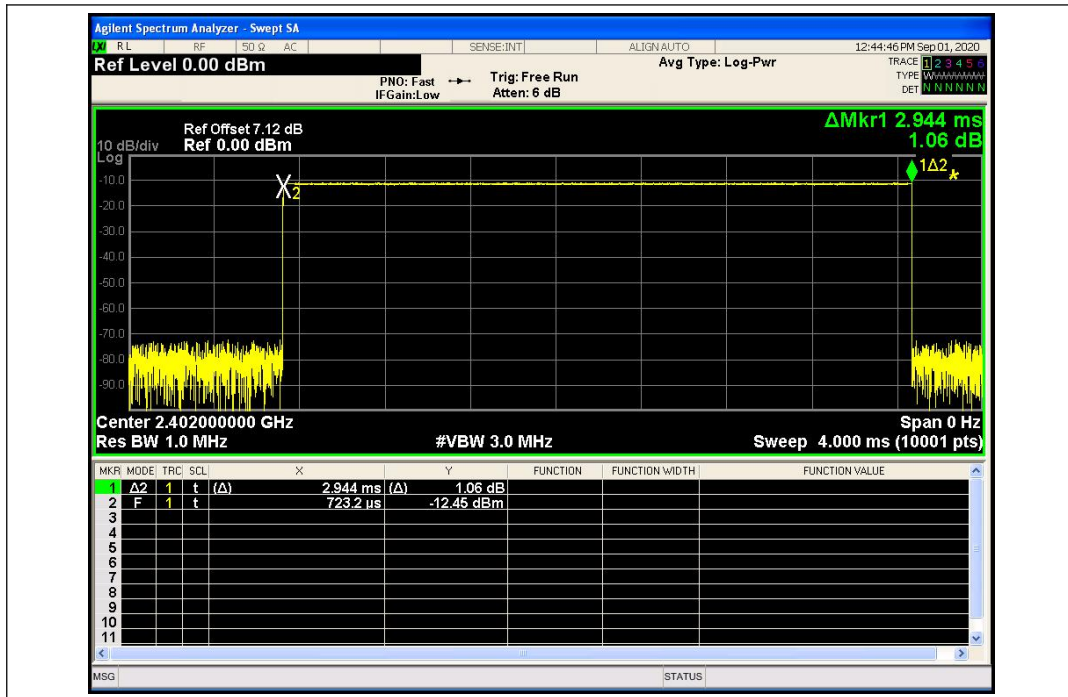 Agilent Spectrum Analyzer - Swept SA
LXI RL RF 50 Ω AC SENSE:INT ALIGNAUTO 12:44:46 PM Sep 01, 2020
Ref Level 0.00 dBm Avg Type: Log-Pwr TRACE 1 2 3 4 5 6
PNO: Fast Trig: Free Run TYPE W
IFGain:Low Atten: 6 dB DET N N N N N N
ΔMkr1 2.944 ms
Ref Offset 7.12 dB
10 dB/div Ref 0.00 dBm 1.06 dB
Log
1Δ2
-10.0
2
-20.0
-30.0
-40.0
-50.0
-60.0
-70.0
-80.0
-90.0
Center 2.402000000 GHz Span 0 Hz
Res BW 1.0 MHz #VBW 3.0 MHz Sweep 4.000 ms (10001 pts)
MKR MODE TRC SCL X Y FUNCTION FUNCTION WIDTH FUNCTION VALUE
1 Δ2 1 t (Δ) 2.944 ms (Δ) 1.06 dB
2 F 1 t 723.2 µs -12.45 dBm
3
4
5
6
7
8
9
10
11
MSG STATUS